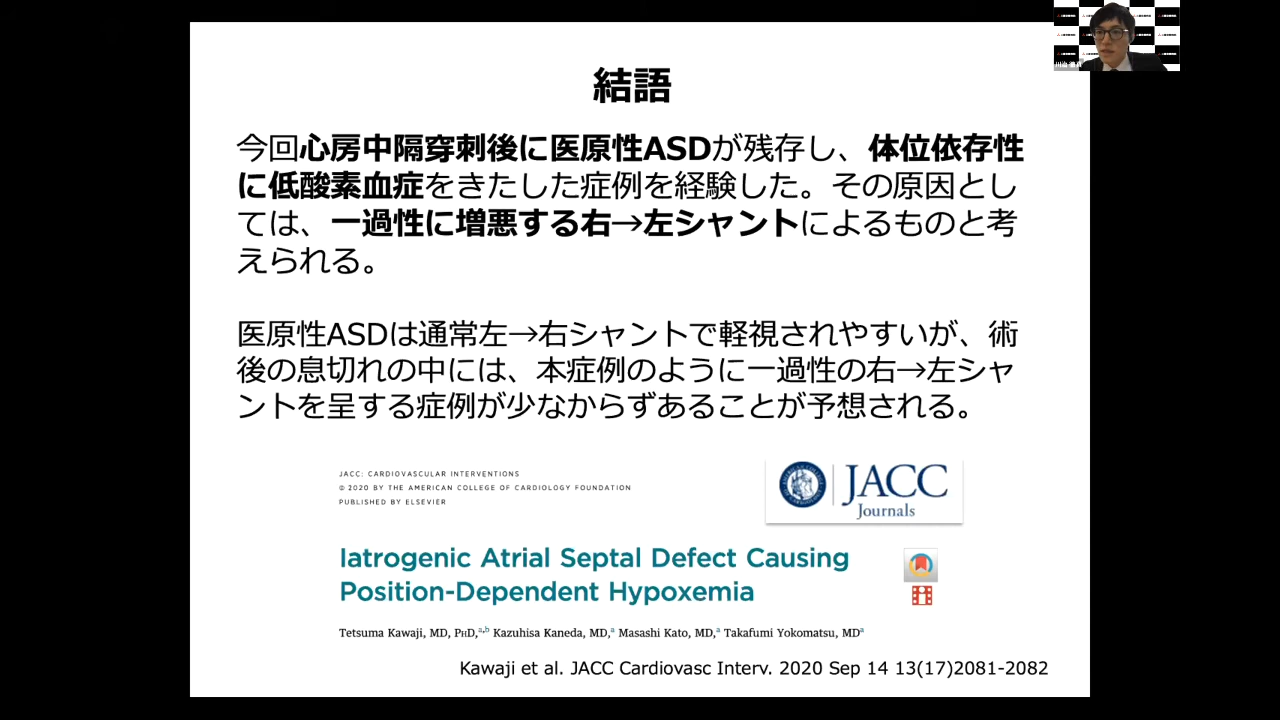 結語
今回心房中隔穿刺後に医原性ASDが残存し、体位依存性
に低酸素血症をきたした症例を経験した。その原因とし
ては、一過性に増悪する右→左シャントによるものと考
えられる。
医原性ASDは通常左→右シャントで軽視されやすいが、術
後の息切れの中には、本症例のように一過性の右→左シャ
ントを呈する症例が少なからずあることが予想される。
JACC: CARDIOVASCULAR INTERVENTIONS
© 2020 BY THE AMERICAN COLLEGE OF CARDIOLOGY FOUNDATION
PUBLISHED BY ELSEVIER
JACC
Journals
Iatrogenic Atrial Septal Defect Causing
Position-Dependent Hypoxemia
Tetsuma Kawaji, MD, PHD,a,b Kazuhisa Kaneda, MD,a Masashi Kato, MD,a Takafumi Yokomatsu, MDa
Kawaji et al. JACC Cardiovasc Interv. 2020 Sep 14 13(17)2081-2082